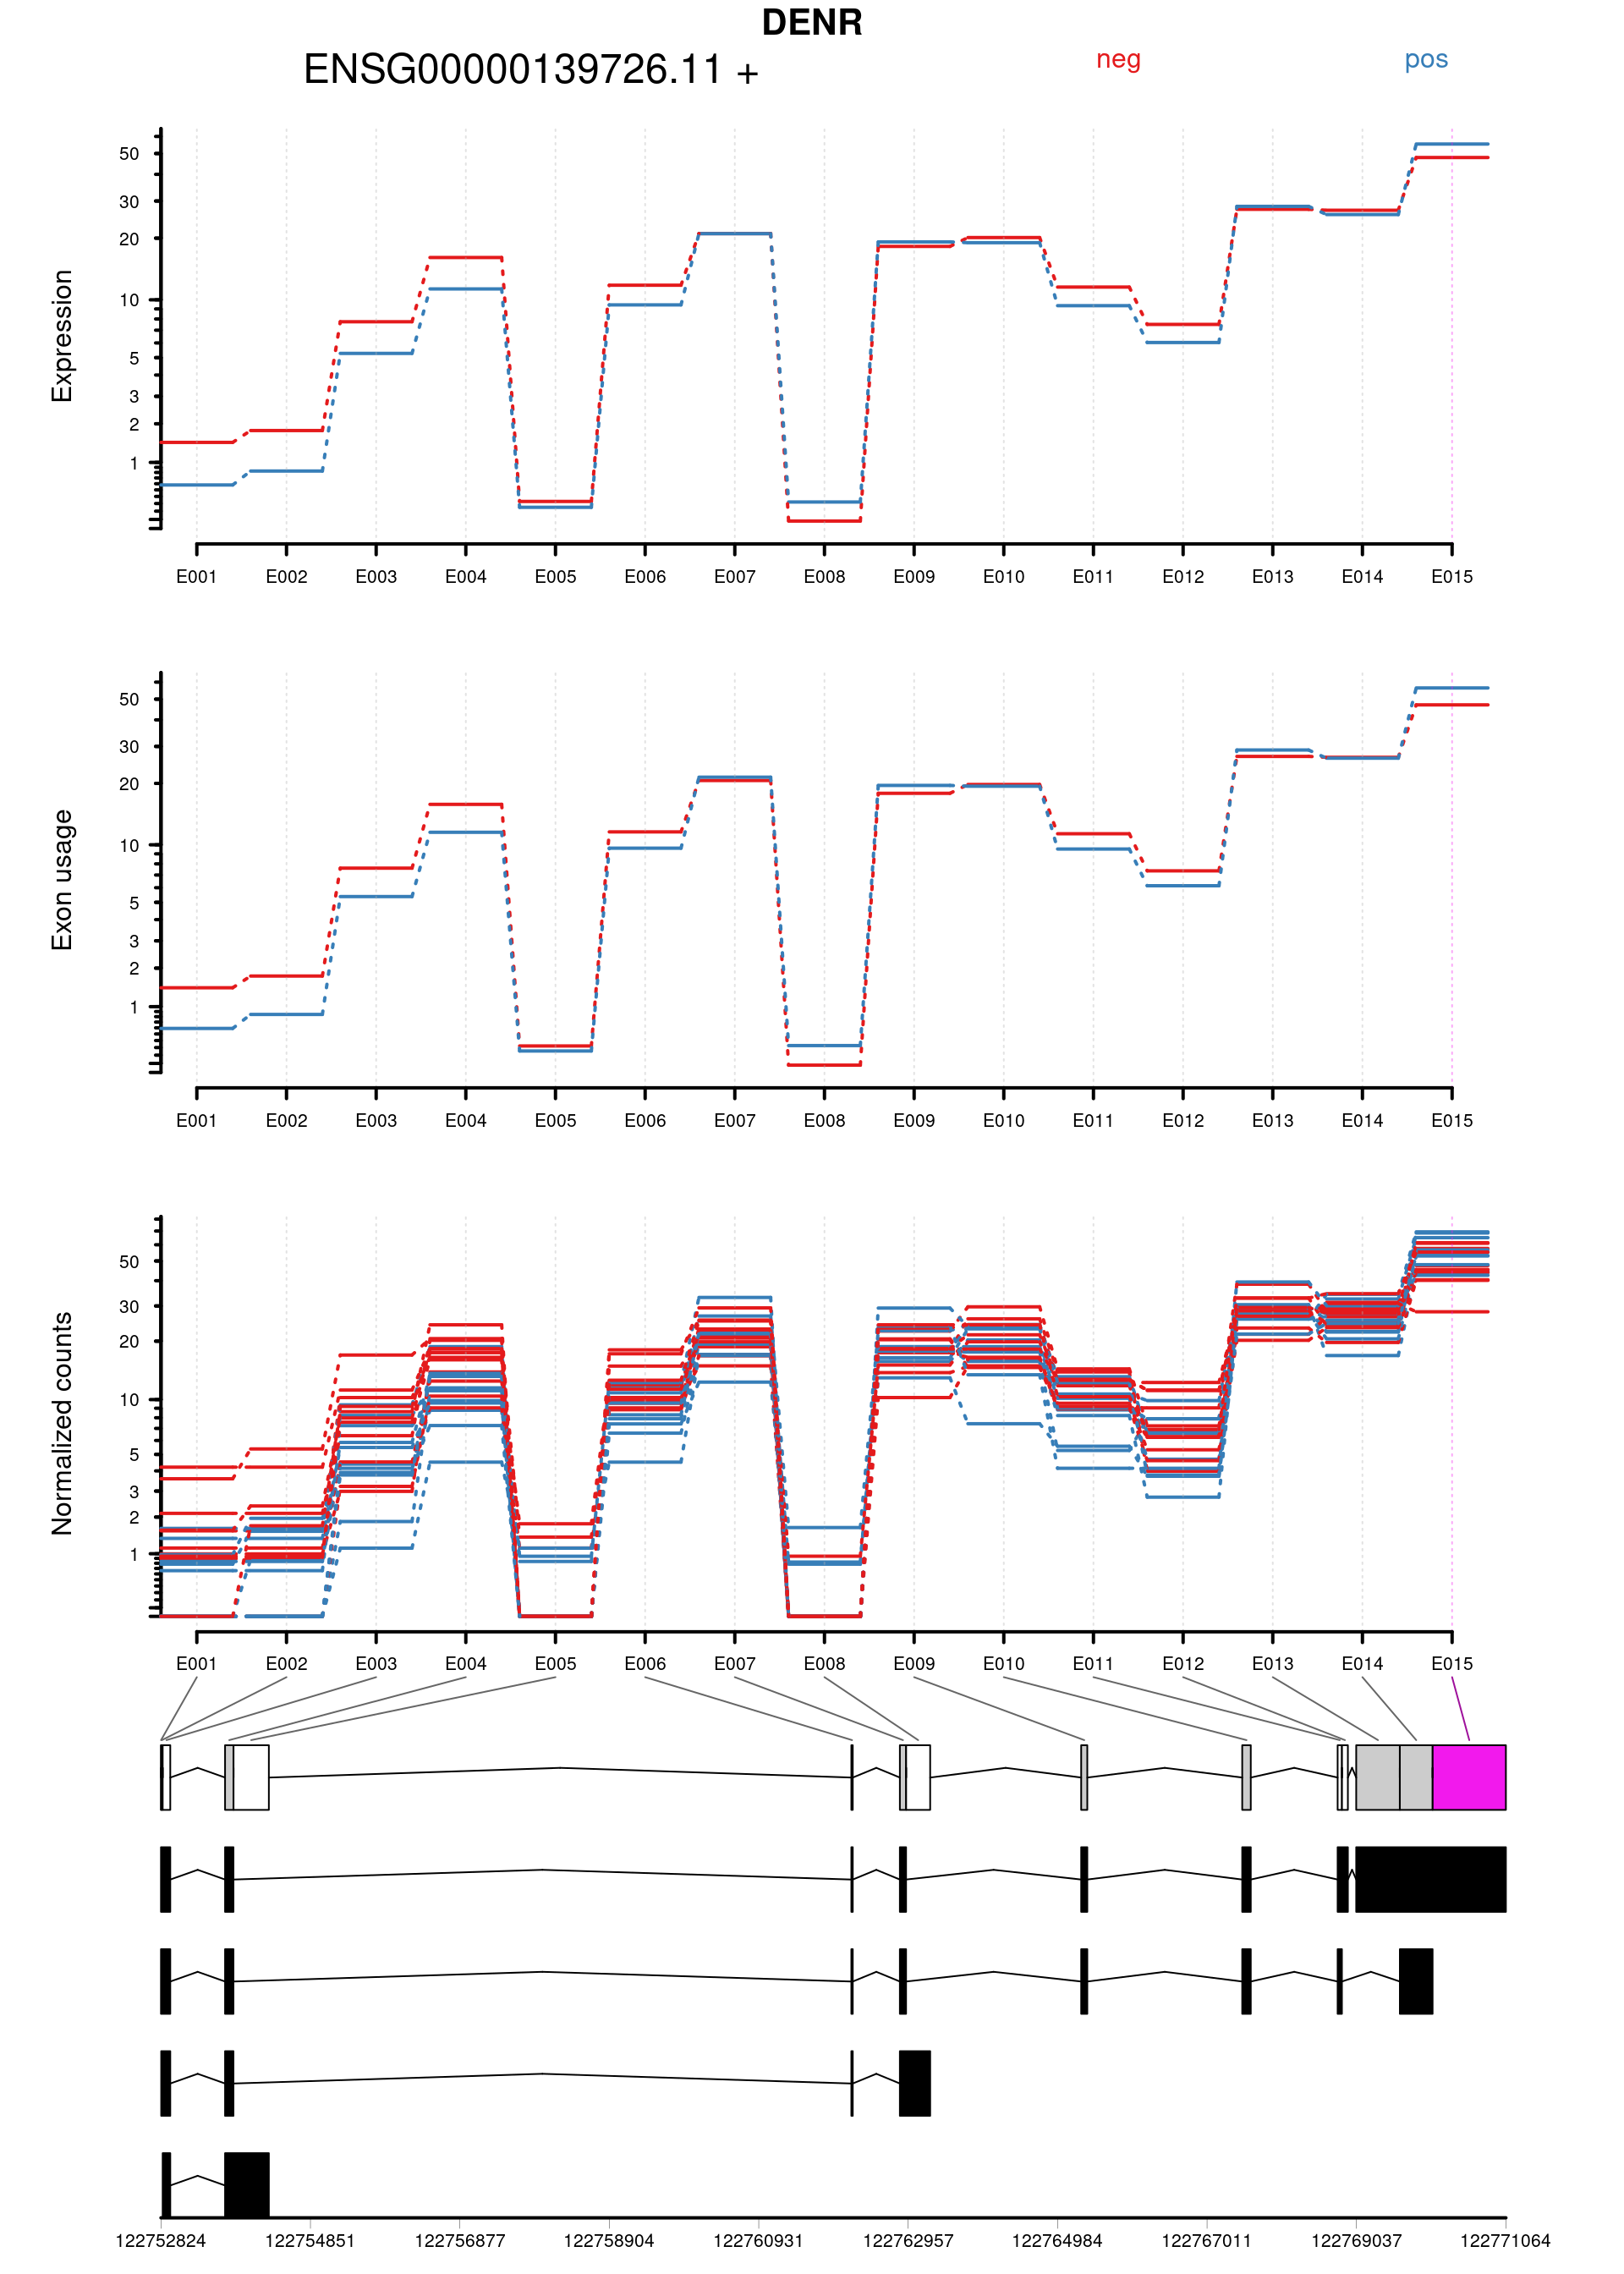 DENR
ENSG00000139726.11 + neg pos
Expression
50
30
20
10
5
3
2
1
E001 E002 E003 E004 E005 E006 E007 E008 E009 E010 E011 E012 E013 E014 E015
Exon usage
50
30
20
10
5
3
2
1
E001 E002 E003 E004 E005 E006 E007 E008 E009 E010 E011 E012 E013 E014 E015
Normalized counts
50
30
20
10
5
3
2
1
E001 E002 E003 E004 E005 E006 E007 E008 E009 E010 E011 E012 E013 E014 E015
122752824 122754851 122756877 122758904 122760931 122762957 122764984 122767011 122769037 122771064